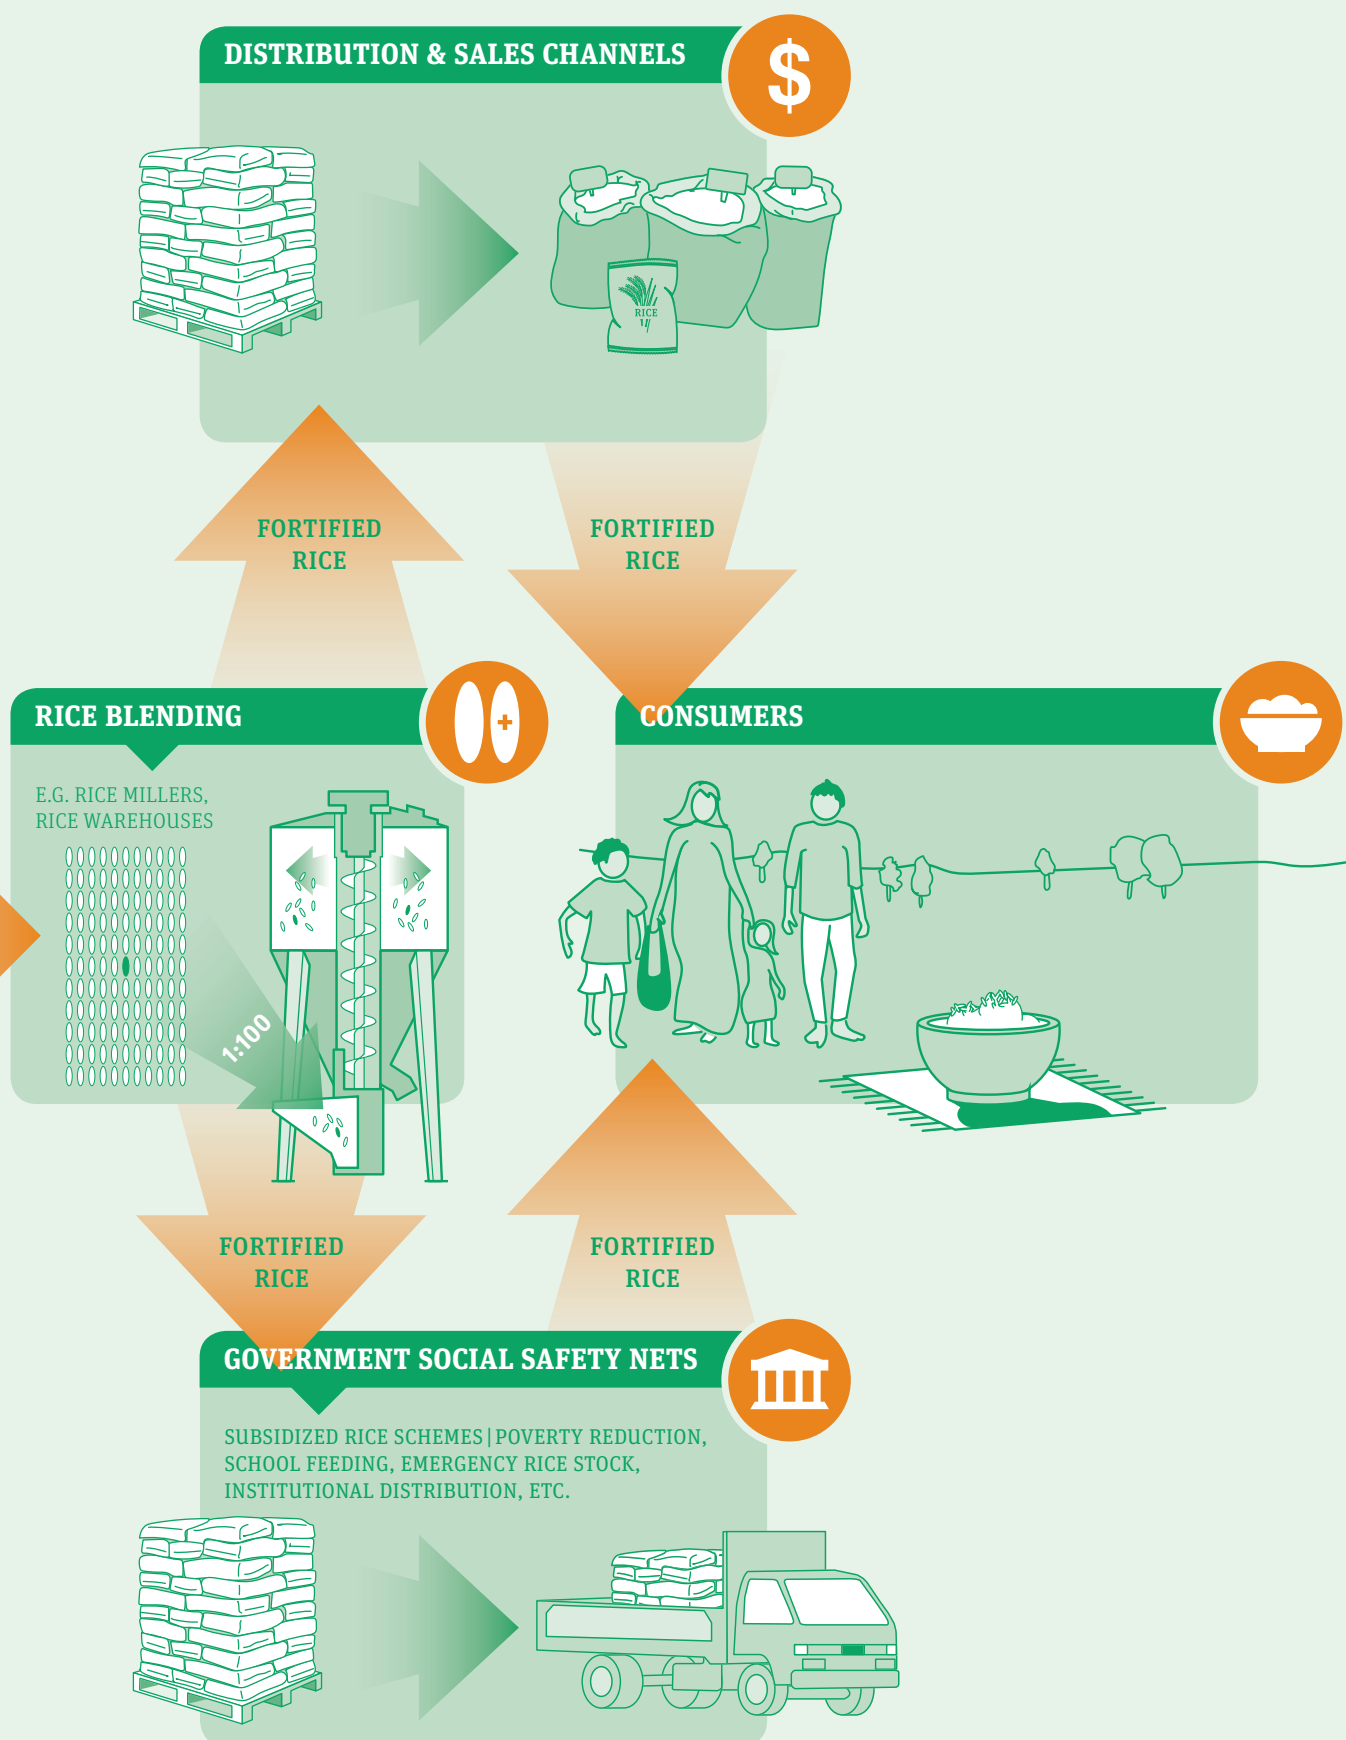 DISTRIBUTION & SALES CHANNELS
$
RICE
FORTIFIED
RICE
FORTIFIED
RICE
RICE BLENDING
E.G. RICE MILLERS,
RICE WAREHOUSES
1:100
CONSUMERS
FORTIFIED
RICE
FORTIFIED
RICE
GOVERNMENT SOCIAL SAFETY NETS
SUBSIDIZED RICE SCHEMES | POVERTY REDUCTION,
SCHOOL FEEDING, EMERGENCY RICE STOCK,
INSTITUTIONAL DISTRIBUTION, ETC.